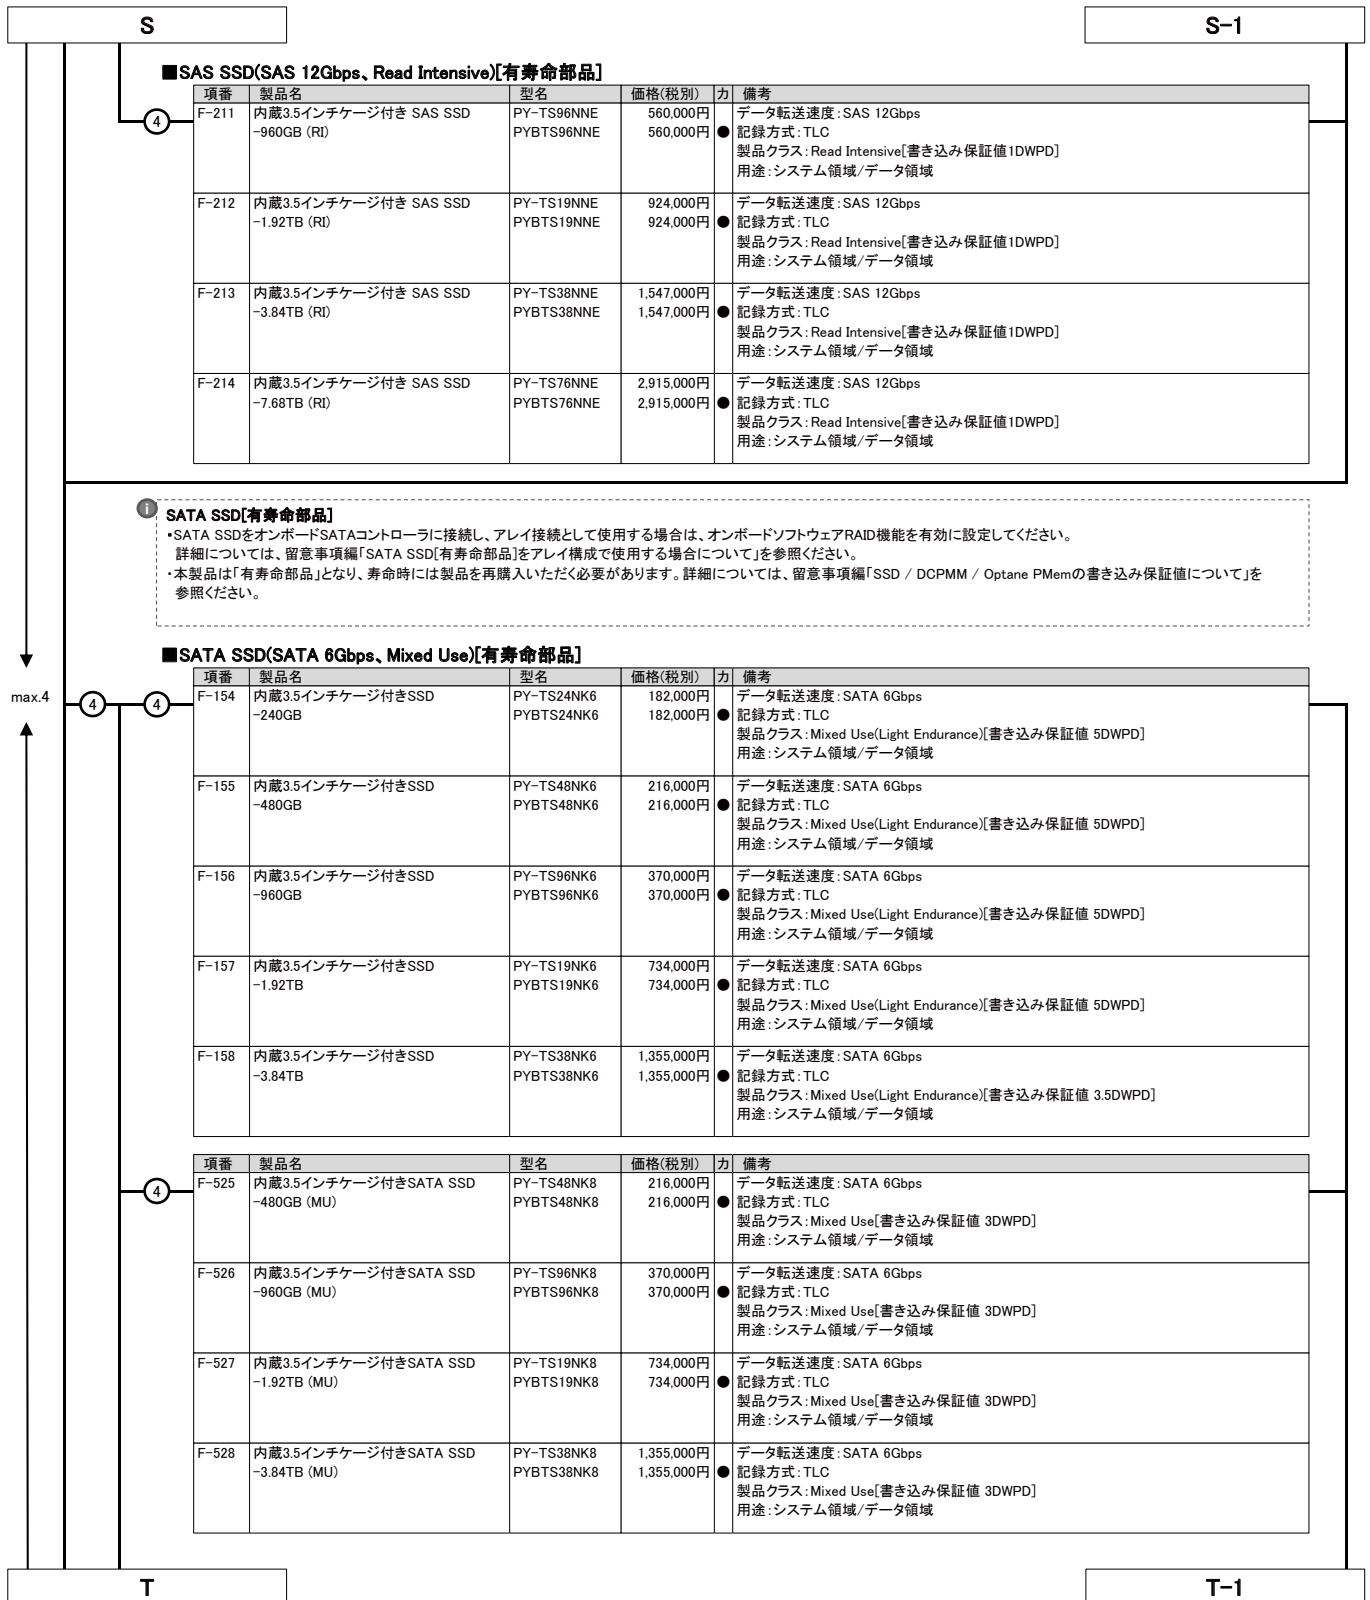 S
S-1
■SAS SSD(SAS 12Gbps、Read Intensive)[有寿命部品]
項番 製品名 型名 価格(税別) カ 備考
F-211 内蔵3.5インチケージ付き SAS SSD PY-TS96NNE 560,000円 データ転送速度:SAS 12Gbps
-960GB (RI) PYBTS96NNE 560,000円 ● 記録方式:TLC
製品クラス:Read Intensive[書き込み保証値1DWPD]
用途:システム領域/データ領域
F-212 内蔵3.5インチケージ付き SAS SSD PY-TS19NNE 924,000円 データ転送速度:SAS 12Gbps
-1.92TB (RI) PYBTS19NNE 924,000円 ● 記録方式:TLC
製品クラス:Read Intensive[書き込み保証値1DWPD]
用途:システム領域/データ領域
F-213 内蔵3.5インチケージ付き SAS SSD PY-TS38NNE 1,547,000円 データ転送速度:SAS 12Gbps
-3.84TB (RI) PYBTS38NNE 1,547,000円 ● 記録方式:TLC
製品クラス:Read Intensive[書き込み保証値1DWPD]
用途:システム領域/データ領域
F-214 内蔵3.5インチケージ付き SAS SSD PY-TS76NNE 2,915,000円 データ転送速度:SAS 12Gbps
-7.68TB (RI) PYBTS76NNE 2,915,000円 ● 記録方式:TLC
製品クラス:Read Intensive[書き込み保証値1DWPD]
用途:システム領域/データ領域
4
i
SATA SSD[有寿命部品]
・SATA SSDをオンボードSATAコントローラに接続し、アレイ接続として使用する場合は、オンボードソフトウェアRAID機能を有効に設定してください。
詳細については、留意事項編「SATA SSD[有寿命部品]をアレイ構成で使用する場合について」を参照ください。
・本製品は「有寿命部品」となり、寿命時には製品を再購入いただく必要があります。詳細については、留意事項編「SSD / DCPMM / Optane PMemの書き込み保証値について」を
参照ください。
■SATA SSD(SATA 6Gbps、Mixed Use)[有寿命部品]
max.4 4 4
項番 製品名 型名 価格(税別) カ 備考
F-154 内蔵3.5インチケージ付きSSD PY-TS24NK6 182,000円 データ転送速度:SATA 6Gbps
-240GB PYBTS24NK6 182,000円 ● 記録方式:TLC
製品クラス:Mixed Use(Light Endurance)[書き込み保証値 5DWPD]
用途:システム領域/データ領域
F-155 内蔵3.5インチケージ付きSSD PY-TS48NK6 216,000円 データ転送速度:SATA 6Gbps
-480GB PYBTS48NK6 216,000円 ● 記録方式:TLC
製品クラス:Mixed Use(Light Endurance)[書き込み保証値 5DWPD]
用途:システム領域/データ領域
F-156 内蔵3.5インチケージ付きSSD PY-TS96NK6 370,000円 データ転送速度:SATA 6Gbps
-960GB PYBTS96NK6 370,000円 ● 記録方式:TLC
製品クラス:Mixed Use(Light Endurance)[書き込み保証値 5DWPD]
用途:システム領域/データ領域
F-157 内蔵3.5インチケージ付きSSD PY-TS19NK6 734,000円 データ転送速度:SATA 6Gbps
-1.92TB PYBTS19NK6 734,000円 ● 記録方式:TLC
製品クラス:Mixed Use(Light Endurance)[書き込み保証値 5DWPD]
用途:システム領域/データ領域
F-158 内蔵3.5インチケージ付きSSD PY-TS38NK6 1,355,000円 データ転送速度:SATA 6Gbps
-3.84TB PYBTS38NK6 1,355,000円 ● 記録方式:TLC
製品クラス:Mixed Use(Light Endurance)[書き込み保証値 3.5DWPD]
用途:システム領域/データ領域
4
項番 製品名 型名 価格(税別) カ 備考
F-525 内蔵3.5インチケージ付きSATA SSD PY-TS48NK8 216,000円 データ転送速度:SATA 6Gbps
-480GB (MU) PYBTS48NK8 216,000円 ● 記録方式:TLC
製品クラス:Mixed Use[書き込み保証値 3DWPD]
用途:システム領域/データ領域
F-526 内蔵3.5インチケージ付きSATA SSD PY-TS96NK8 370,000円 データ転送速度:SATA 6Gbps
-960GB (MU) PYBTS96NK8 370,000円 ● 記録方式:TLC
製品クラス:Mixed Use[書き込み保証値 3DWPD]
用途:システム領域/データ領域
F-527 内蔵3.5インチケージ付きSATA SSD PY-TS19NK8 734,000円 データ転送速度:SATA 6Gbps
-1.92TB (MU) PYBTS19NK8 734,000円 ● 記録方式:TLC
製品クラス:Mixed Use[書き込み保証値 3DWPD]
用途:システム領域/データ領域
F-528 内蔵3.5インチケージ付きSATA SSD PY-TS38NK8 1,355,000円 データ転送速度:SATA 6Gbps
-3.84TB (MU) PYBTS38NK8 1,355,000円 ● 記録方式:TLC
製品クラス:Mixed Use[書き込み保証値 3DWPD]
用途:システム領域/データ領域
T
T-1